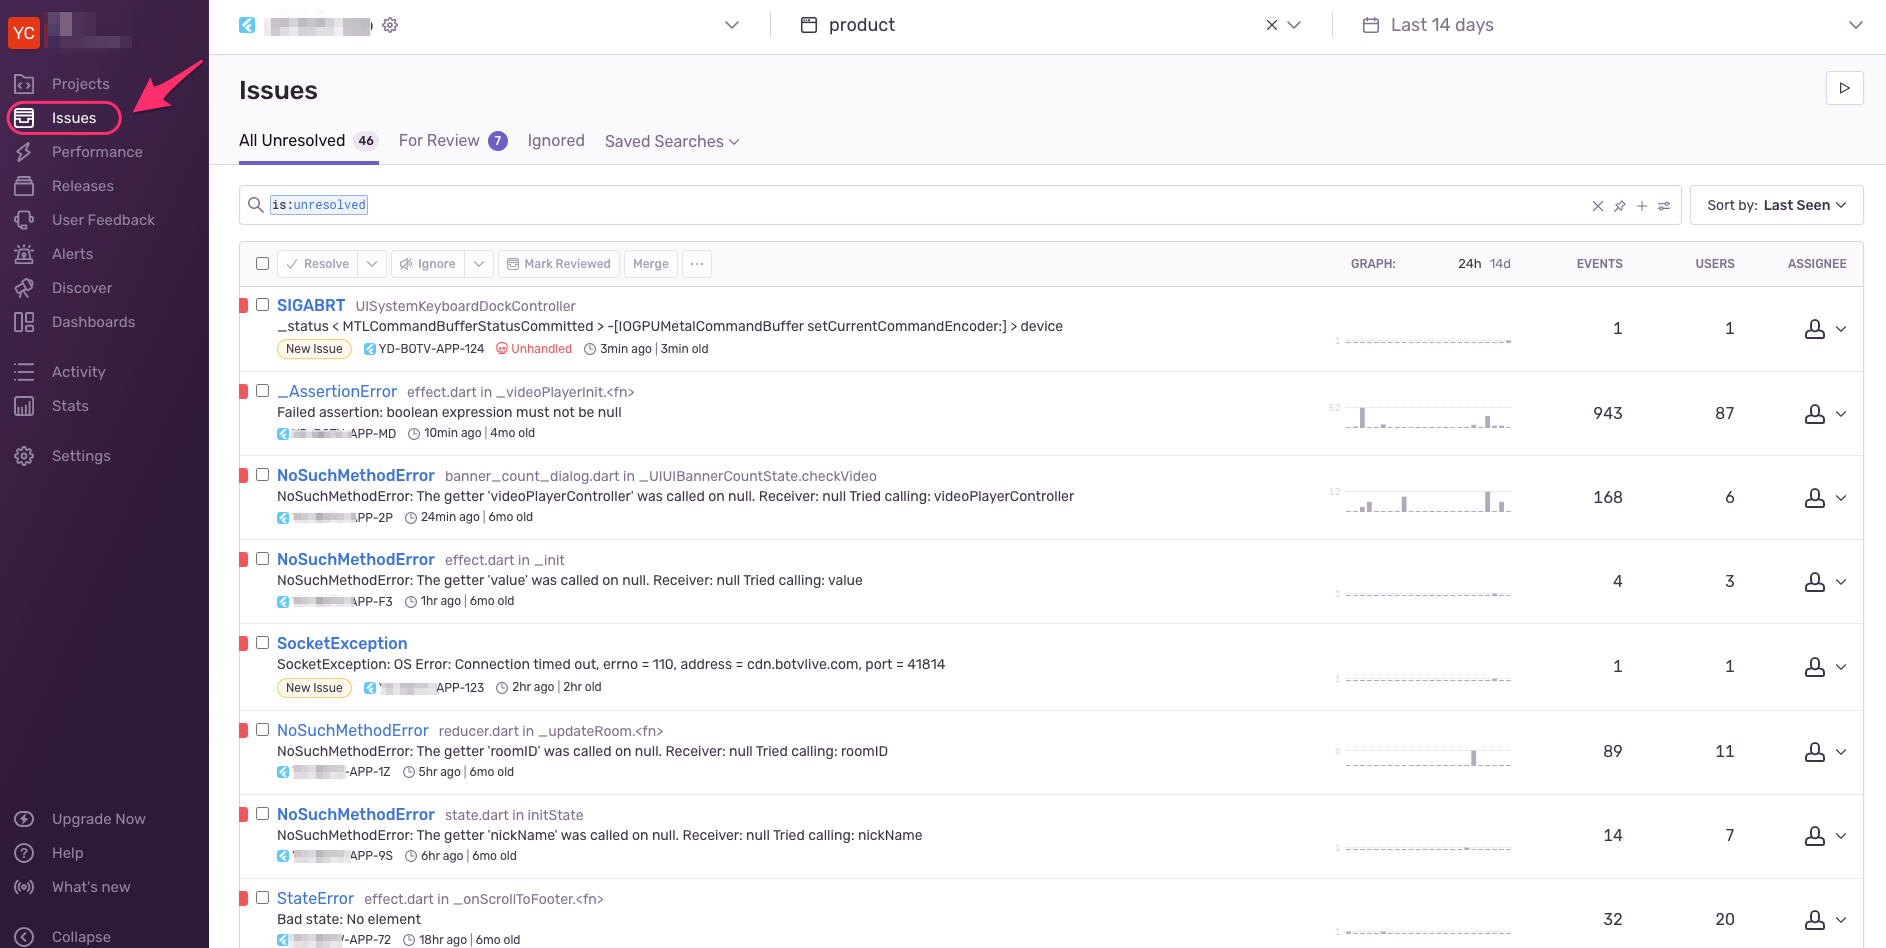 YC
Projects
Issues
Performance
Releases
User Feedback
Alerts
Discover
Dashboards
Activity
Stats
Settings
Upgrade Now
Help
What's new
Collapse
product
Last 14 days
Issues
All Unresolved 46 For Review 7 Ignored Saved Searches
is:unresolved
Sort by: Last Seen
Resolve Ignore Mark Reviewed Merge ... GRAPH: 24h 14d EVENTS USERS ASSIGNEE
SIGABRT UISystemKeyboardDockController
_status < MTLCommandBufferStatusCommitted > -[IOGPUMetalCommandBuffer setCurrentCommandEncoder:] > device
New Issue YD-BOTV-APP-124 Unhandled 3min ago | 3min old
1 1 1
_AssertionError effect.dart in _videoPlayerInit.<fn>
Failed assertion: boolean expression must not be null
APP-MD 10min ago | 4mo old
52 943 87
NoSuchMethodError banner_count_dialog.dart in _UIUIBannerCountState.checkVideo
NoSuchMethodError: The getter 'videoPlayerController' was called on null. Receiver: null Tried calling: videoPlayerController
APP-2P 24min ago | 6mo old
12 168 6
NoSuchMethodError effect.dart in _init
NoSuchMethodError: The getter 'value' was called on null. Receiver: null Tried calling: value
APP-F3 1hr ago | 6mo old
1 4 3
SocketException
SocketException: OS Error: Connection timed out, errno = 110, address = cdn.botvlive.com, port = 41814
New Issue APP-123 2hr ago | 2hr old
1 1 1
NoSuchMethodError reducer.dart in _updateRoom.<fn>
NoSuchMethodError: The getter 'roomID' was called on null. Receiver: null Tried calling: roomID
-APP-1Z 5hr ago | 6mo old
6 89 11
NoSuchMethodError state.dart in initState
NoSuchMethodError: The getter 'nickName' was called on null. Receiver: null Tried calling: nickName
APP-9S 6hr ago | 6mo old
1 14 7
StateError effect.dart in _onScrollToFooter.<fn>
Bad state: No element
-APP-72 18hr ago | 6mo old
1 32 20